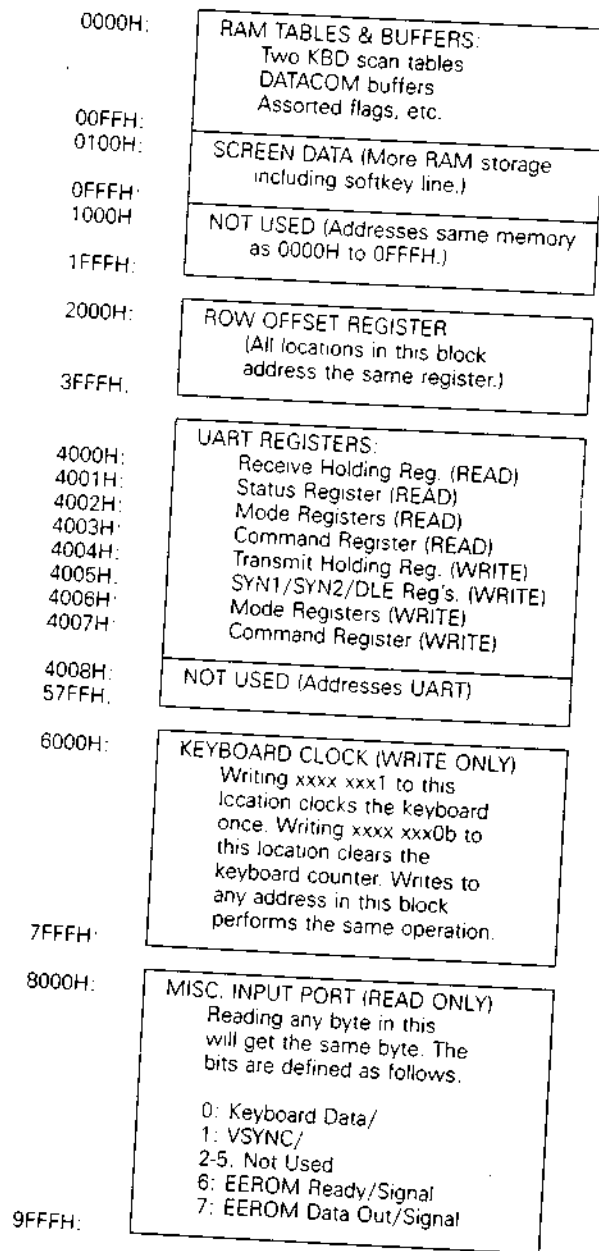 0000H: RAM TABLES & BUFFERS:
Two KBD scan tables
DATACOM buffers
Assorted flags, etc.
00FFH:
0100H: SCREEN DATA (More RAM storage
including softkey line.)
0FFFH:
1000H NOT USED (Addresses same memory
as 0000H to 0FFFH.)
1FFFH:
2000H: ROW OFFSET REGISTER
(All locations in this block
address the same register.)
3FFFH.
UART REGISTERS:
4000H: Receive Holding Reg. (READ)
4001H: Status Register (READ)
4002H: Mode Registers (READ)
4003H: Command Register (READ)
4004H: Transmit Holding Reg. (WRITE)
4005H. SYN1/SYN2/DLE Reg's. (WRITE)
4006H: Mode Registers (WRITE)
4007H: Command Register (WRITE)
4008H: NOT USED (Addresses UART)
57FFH.
6000H: KEYBOARD CLOCK (WRITE ONLY)
Writing xxxx xxx1 to this
location clocks the keyboard
once. Writing xxxx xxx0b to
this location clears the
keyboard counter. Writes to
any address in this block
performs the same operation.
7FFFH:
8000H: MISC. INPUT PORT (READ ONLY)
Reading any byte in this
will get the same byte. The
bits are defined as follows.
0: Keyboard Data/
1: VSYNC/
2-5. Not Used
6: EEROM Ready/Signal
7: EEROM Data Out/Signal
9FFFH: